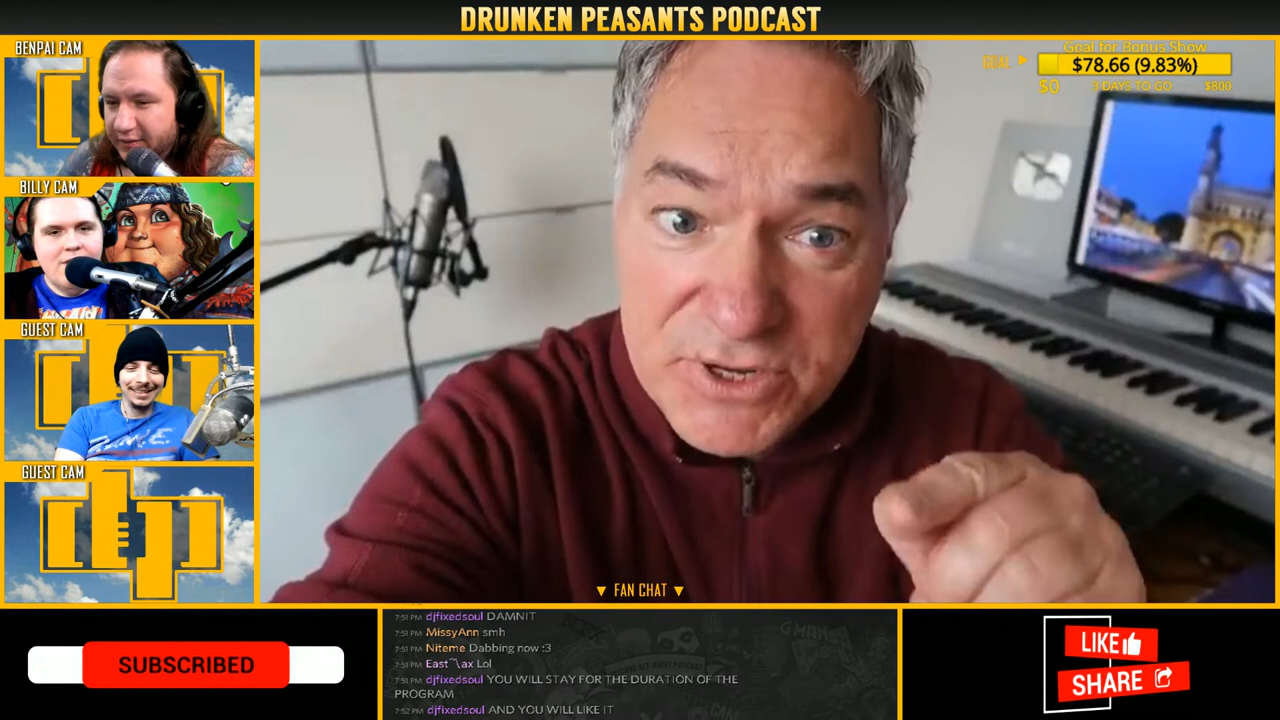 DRUNKEN PEASANTS PODCAST
BENPAI CAM
BILLY CAM
GUEST CAM
GUEST CAM
Goal for Bonus Show
GOAL
$78.66 (9.83%)
$0
3 DAYS TO GO
$800
▼ FAN CHAT ▼
7:51 PM djfixedsoul DAMNIT
7:51 PM MissyAnn smh
7:51 PM Niteme Dabbing now :3
7:51 PM East~\ax Lol
7:51 PM djfixedsoul YOU WILL STAY FOR THE DURATION OF THE
PROGRAM
7:52 PM djfixedsoul AND YOU WILL LIKE IT
SUBSCRIBED
LIKE
SHARE